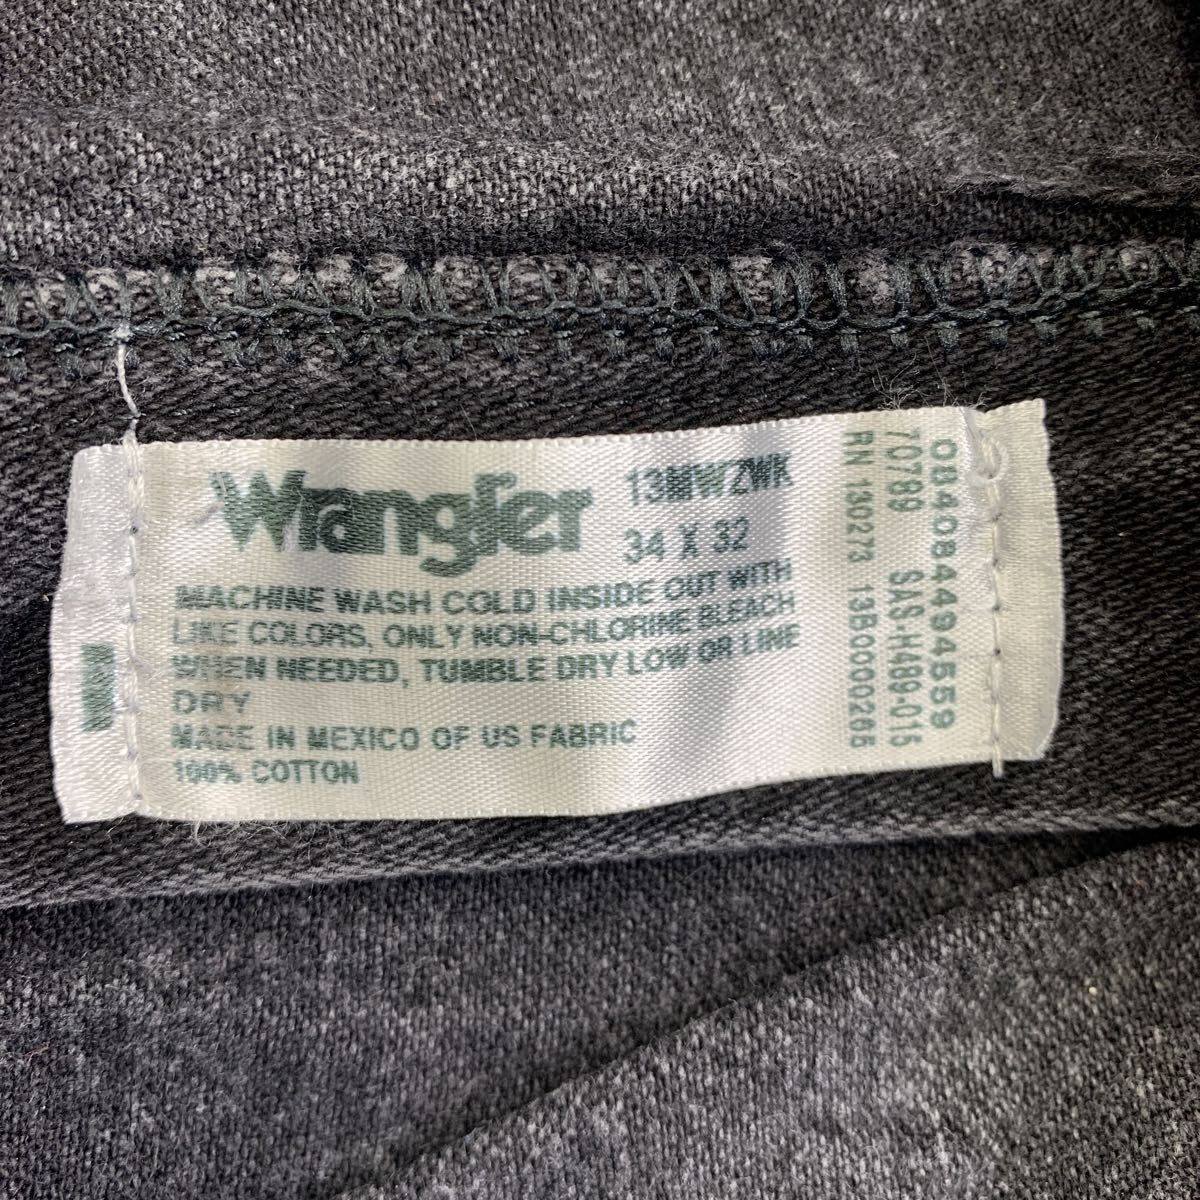 Wrangler
13MWZWK
34 X 32
MACHINE WASH COLD INSIDE OUT WITH
LIKE COLORS, ONLY NON-CHLORINE BLEACH
WHEN NEEDED, TUMBLE DRY LOW OR LINE
DRY
MADE IN MEXICO OF US FABRIC
100% COTTON
084084494559
70789 SAS-H489-015
RN 130273 13B0000265